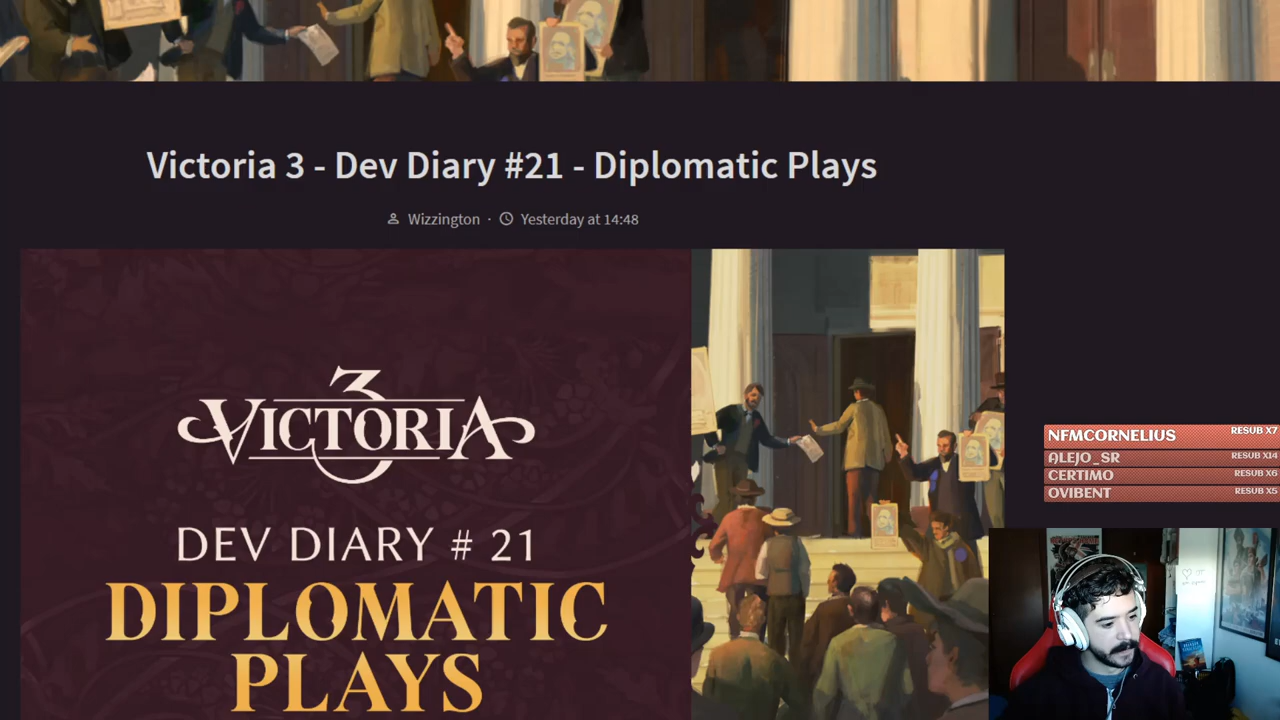 Victoria 3 - Dev Diary #21 - Diplomatic Plays
Wizzington · Yesterday at 14:48
3
VICTORIA
DEV DIARY # 21
DIPLOMATIC
PLAYS
NFMCORNELIUS RESUB X7
ALEJO_SR RESUB X14
CERTIMO RESUB X6
OVIBENT RESUB X5